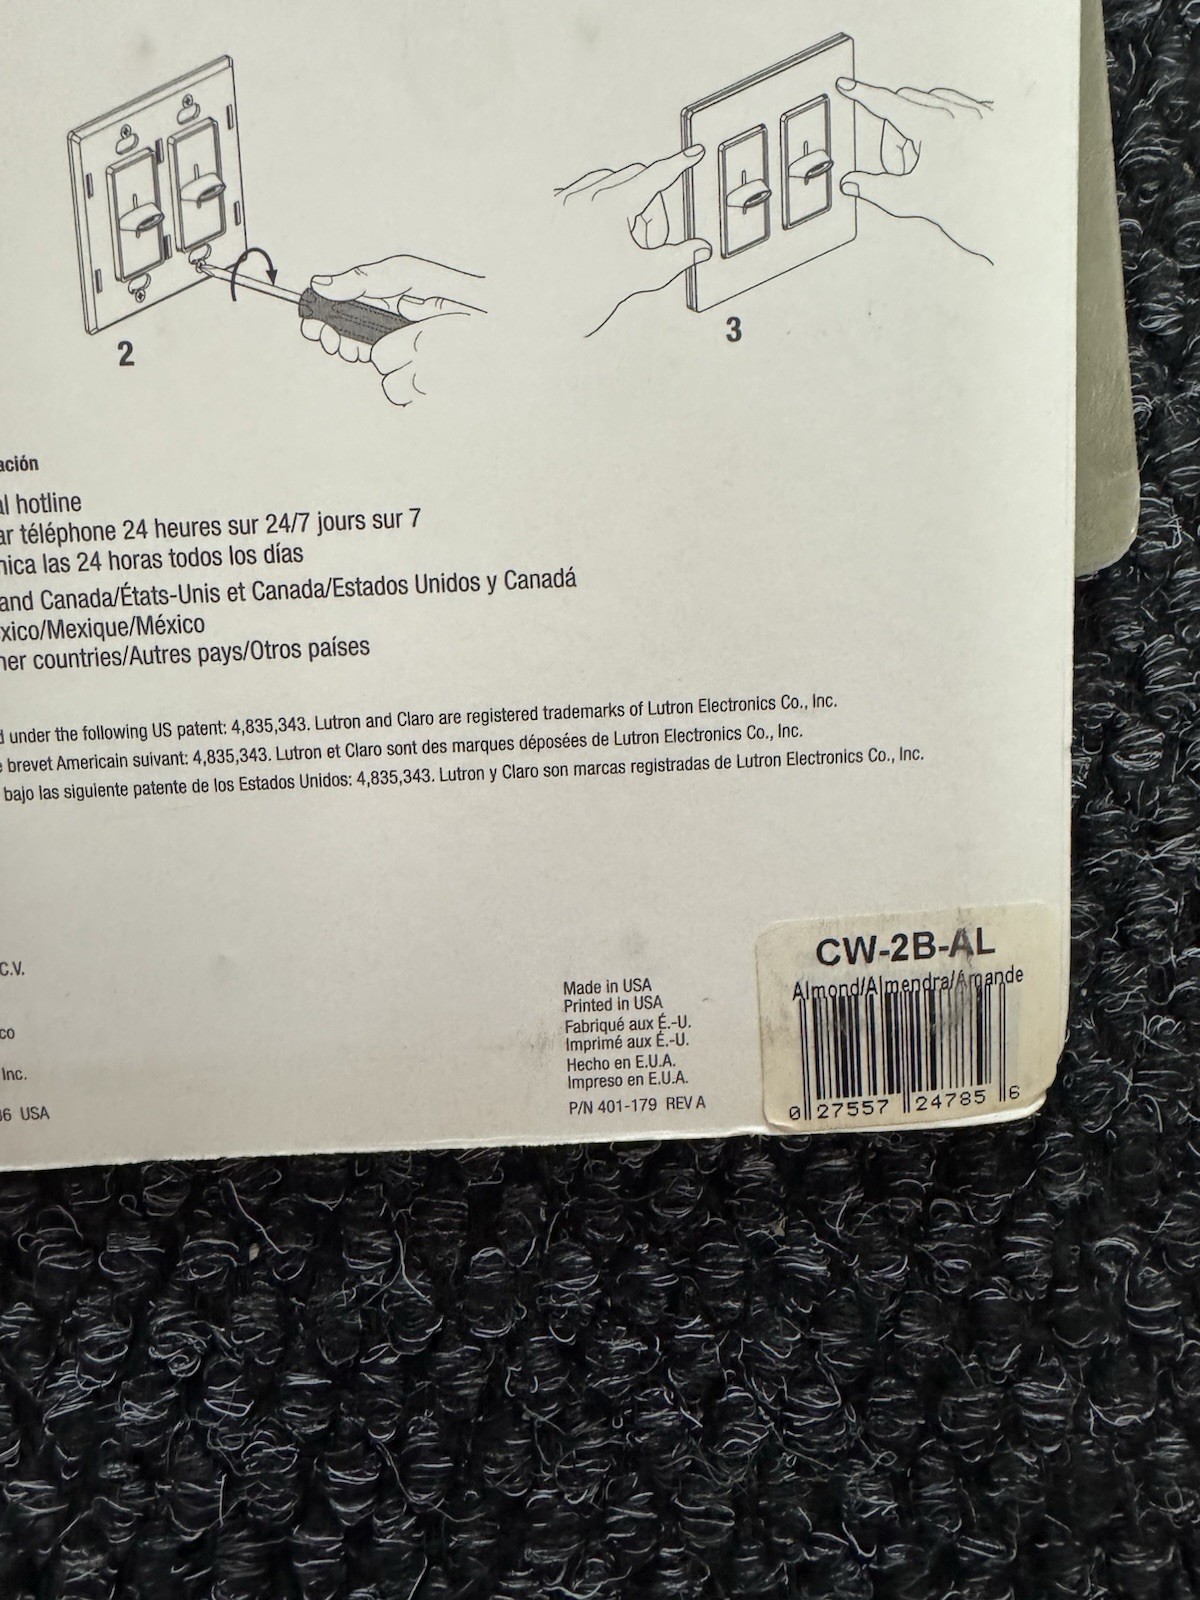 2
3
ación
al hotline
ar téléphone 24 heures sur 24/7 jours sur 7
nica las 24 horas todos los días
and Canada/États-Unis et Canada/Estados Unidos y Canadá
xico/Mexique/México
her countries/Autres pays/Otros países
d under the following US patent: 4,835,343. Lutron and Claro are registered trademarks of Lutron Electronics Co., Inc.
e brevet Americain suivant: 4,835,343. Lutron et Claro sont des marques déposées de Lutron Electronics Co., Inc.
bajo las siguiente patente de los Estados Unidos: 4,835,343. Lutron y Claro son marcas registradas de Lutron Electronics Co., Inc.
C.V.
co
Inc.
36 USA
Made in USA
Printed in USA
Fabriqué aux É.-U.
Imprimé aux É.-U.
Hecho en E.U.A.
Impreso en E.U.A.
P/N 401-179 REV A
CW-2B-AL
Almond/Almendra/Amande
0 27557 24785 6